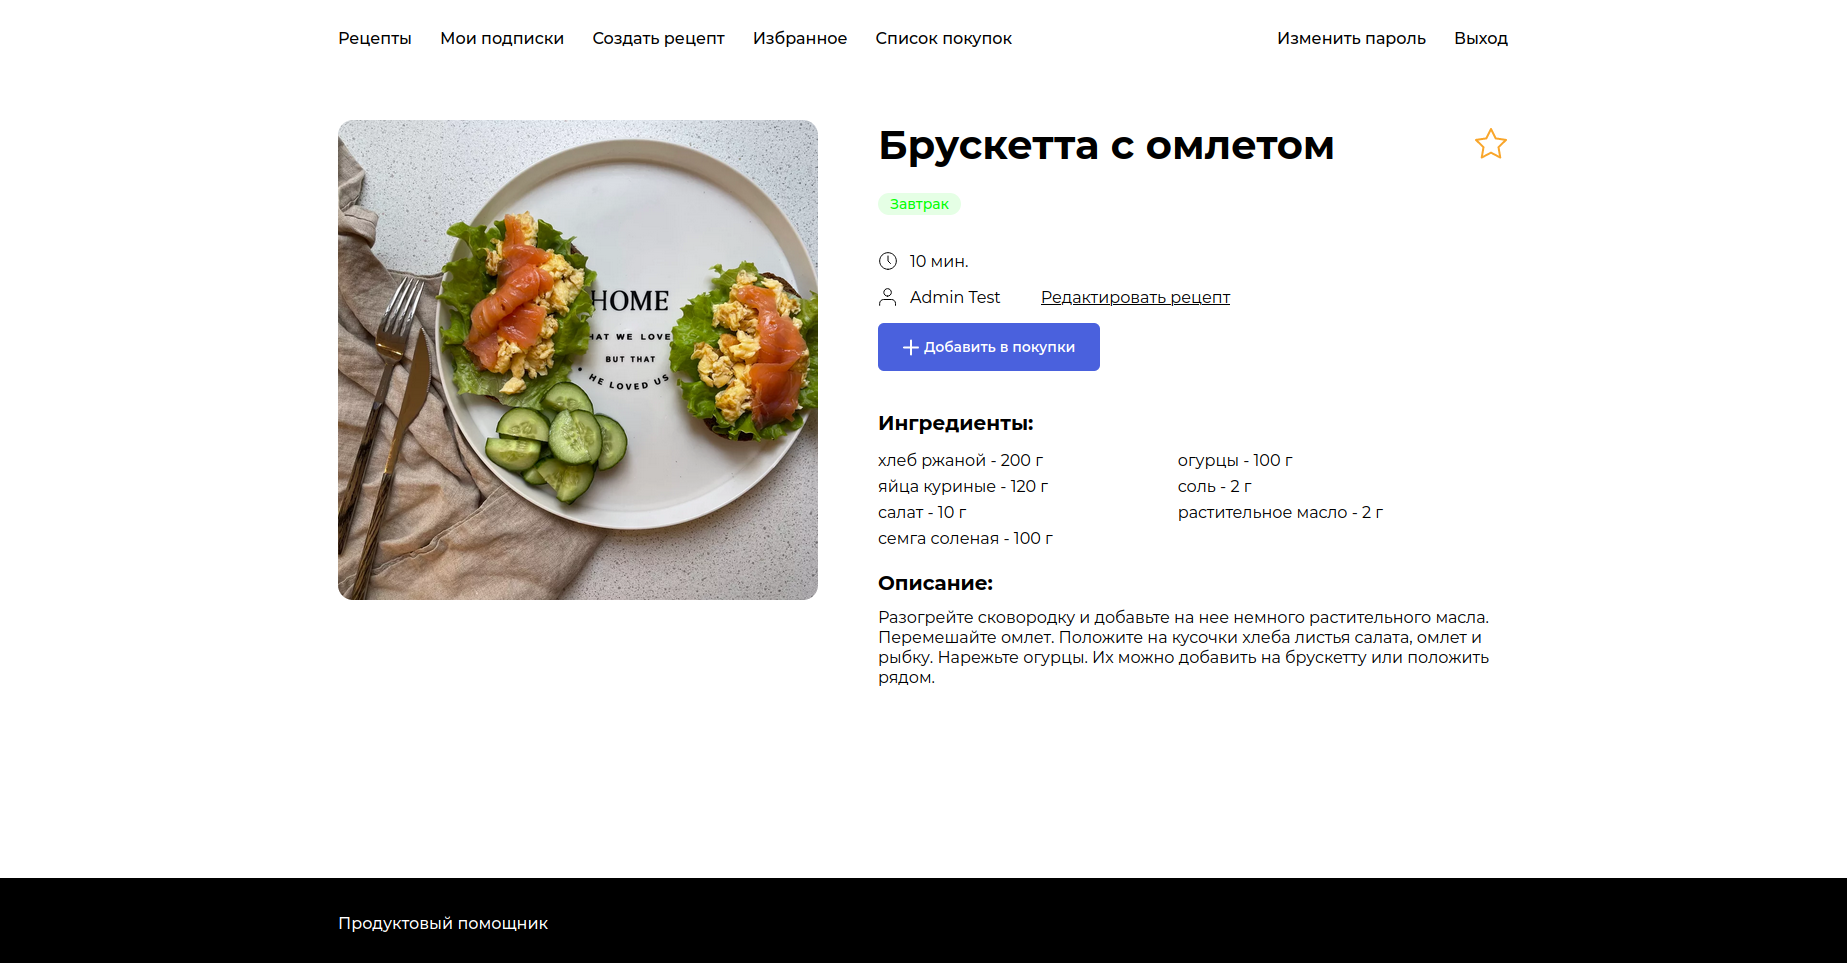 Рецепты Мои подписки Создать рецепт Избранное Список покупок Изменить пароль Выход
HOME
HAT WE LOVE
BUT THAT
HE LOVED US
Брускетта с омлетом
Завтрак
10 мин.
Admin Test Редактировать рецепт
Добавить в покупки
Ингредиенты:
хлеб ржаной - 200 г
яйца куриные - 120 г
салат - 10 г
семга соленая - 100 г
огурцы - 100 г
соль - 2 г
растительное масло - 2 г
Описание:
Разогрейте сковородку и добавьте на нее немного растительного масла.
Перемешайте омлет. Положите на кусочки хлеба листья салата, омлет и
рыбку. Нарежьте огурцы. Их можно добавить на брускетту или положить
рядом.
Продуктовый помощник